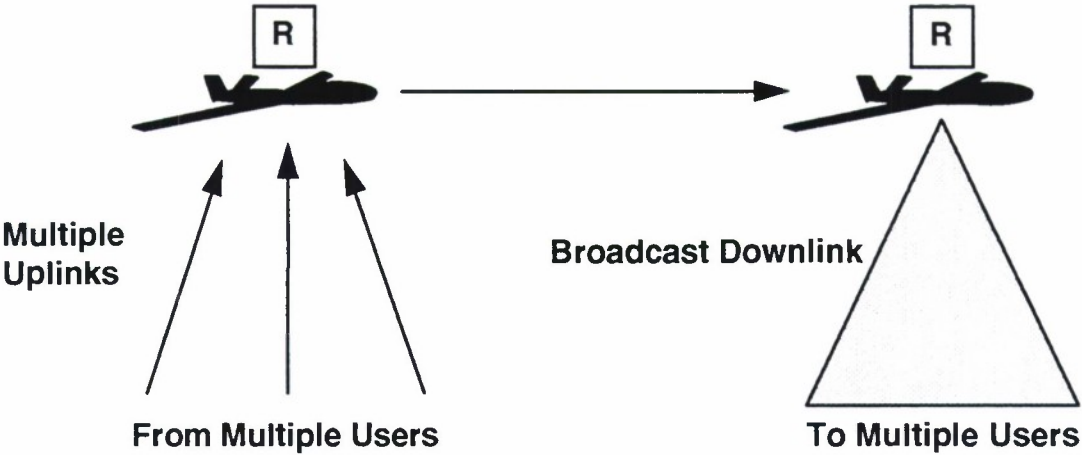 R
R
Multiple
Uplinks
Broadcast Downlink
From Multiple Users
To Multiple Users